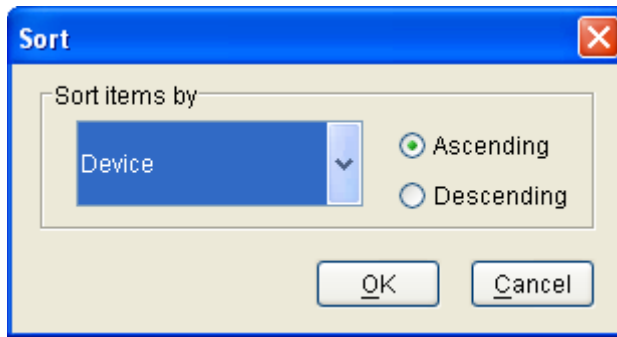 Sort
Sort items by
Device
Ascending
Descending
OK
Cancel